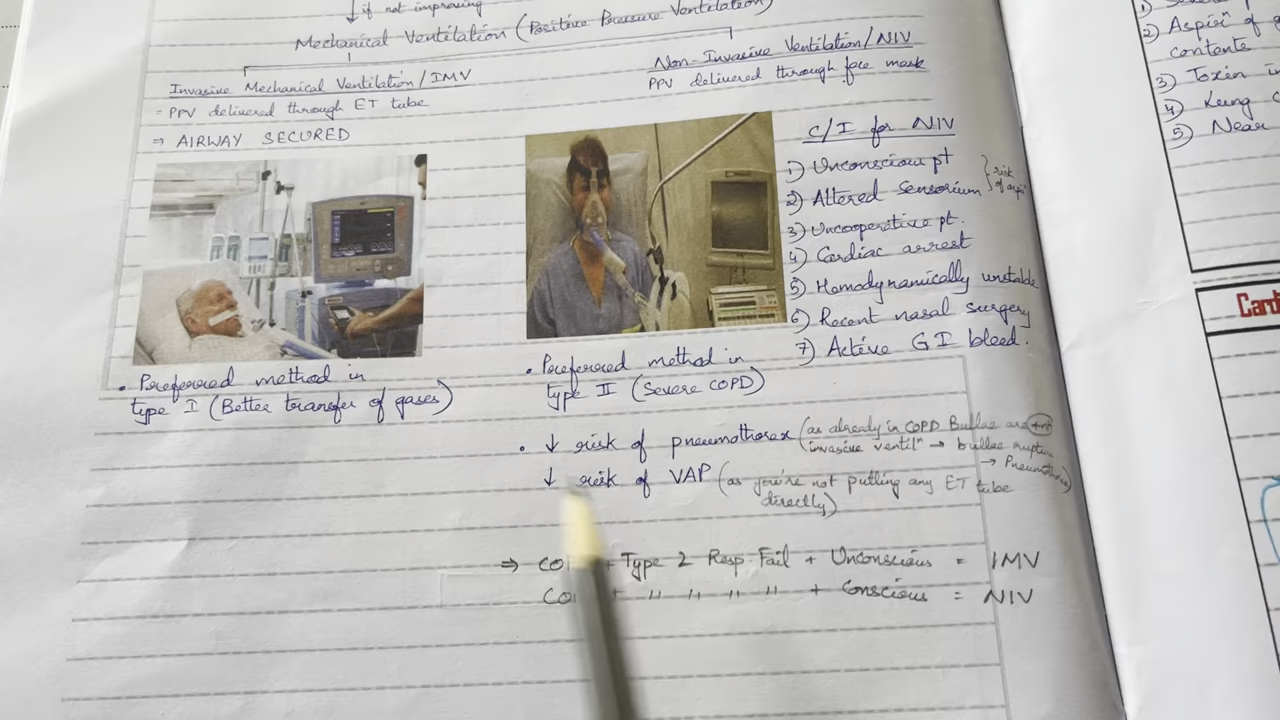 ↓ if not improving
Mechanical Ventilation (Positive Pressure Ventilation)
Invasive Mechanical Ventilation/IMV
= PPV delivered through ET tube
⇒ AIRWAY SECURED
Non-Invasive Ventilation/NIV
PPV delivered through face mask
C/I for NIV
1) Unconscious pt
2) Altered Sensorium } risk of aspi"
3) Uncooperative pt.
4) Cardiac arrest
5) Hemodynamically unstable
6) Recent nasal surgery
7) Active GI bleed.
• Preferred method in
type I (Better transfer of gases)
• Preferred method in
type II (Severe COPD)
• ↓ risk of pneumothorax (as already in COPD Bullae are +nt
invasive ventil" → bullae rupture
→ Pneumothorax)
↓ risk of VAP (as you're not putting any ET tube
directly)
⇒ CO + Type 2 Resp. Fail + Unconscious = IMV
CO + " " " " + Conscious = NIV
1)
2) Aspir"  of
contents
3) Toxin
4)
5) Near
Cardi